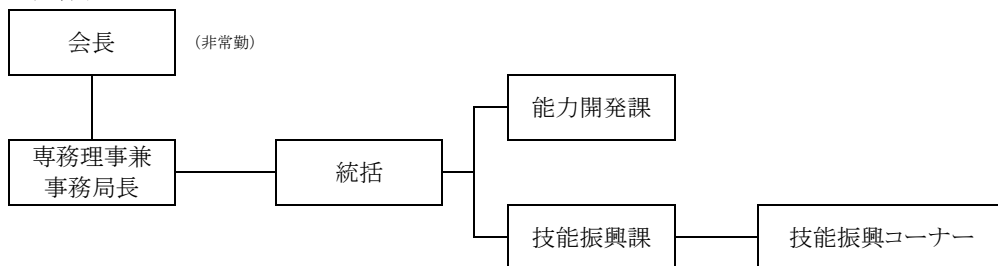 会長
(非常勤)
能力開発課
専務理事兼
事務局長
統括
技能振興課
技能振興コーナー